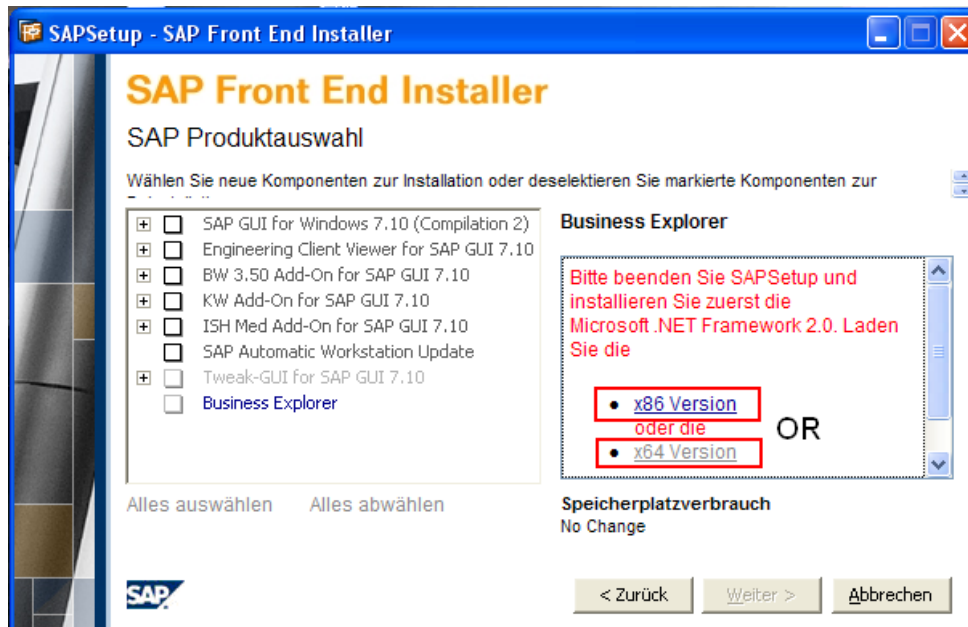 SAPSetup - SAP Front End Installer
SAP Front End Installer
SAP Produktauswahl
Wählen Sie neue Komponenten zur Installation oder deselektieren Sie markierte Komponenten zur
SAP GUI for Windows 7.10 (Compilation 2)
Engineering Client Viewer for SAP GUI 7.10
BW 3.50 Add-On for SAP GUI 7.10
KW Add-On for SAP GUI 7.10
ISH Med Add-On for SAP GUI 7.10
SAP Automatic Workstation Update
Tweak-GUI for SAP GUI 7.10
Business Explorer
Alles auswählen Alles abwählen
Business Explorer
Bitte beenden Sie SAPSetup und
installieren Sie zuerst die
Microsoft .NET Framework 2.0. Laden
Sie die
• x86 Version
oder die
OR
• x64 Version
Speicherplatzverbrauch
No Change
SAP
< Zurück Weiter > Abbrechen